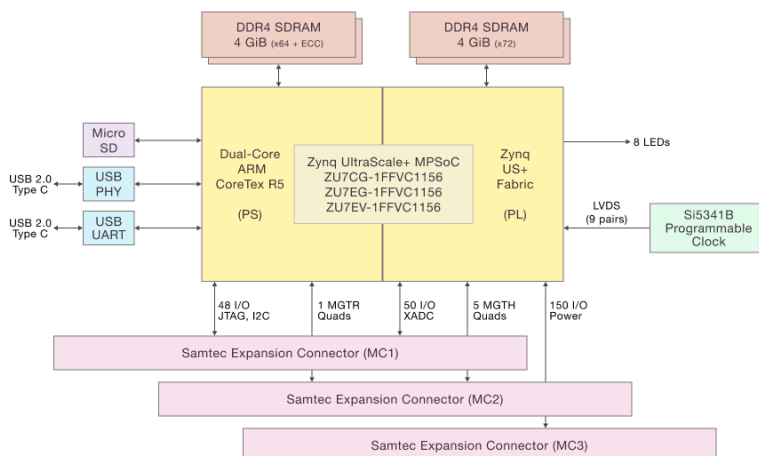 DDR4 SDRAM
4 GiB (x64 + ECC)
DDR4 SDRAM
4 GiB (x72)
Micro
SD
USB 2.0
Type C
USB
PHY
USB 2.0
Type C
USB
UART
Dual-Core
ARM
CoreTex R5
(PS)
Zynq UltraScale+ MPSoC
ZU7CG-1FFVC1156
ZU7EG-1FFVC1156
ZU7EV-1FFVC1156
Zynq
US+
Fabric
(PL)
8 LEDs
LVDS
(9 pairs)
Si5341B
Programmable
Clock
48 I/O
JTAG, I2C
1 MGTR
Quads
50 I/O
XADC
5 MGTH
Quads
150 I/O
Power
Samtec Expansion Connector (MC1)
Samtec Expansion Connector (MC2)
Samtec Expansion Connector (MC3)